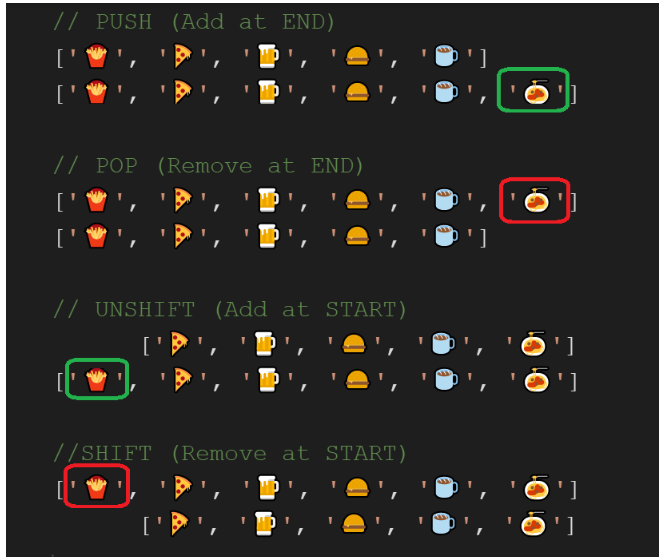 // PUSH (Add at END)
['🍟', '🍕', '🍺', '🍔', '☕']
['🍟', '🍕', '🍺', '🍔', '☕', '🍝']
// POP (Remove at END)
['🍟', '🍕', '🍺', '🍔', '☕', '🍝']
['🍟', '🍕', '🍺', '🍔', '☕']
// UNSHIFT (Add at START)
['🍕', '🍺', '🍔', '☕', '🍝']
['🍟', '🍕', '🍺', '🍔', '☕', '🍝']
//SHIFT (Remove at START)
['🍟', '🍕', '🍺', '🍔', '☕', '🍝']
['🍕', '🍺', '🍔', '☕', '🍝']